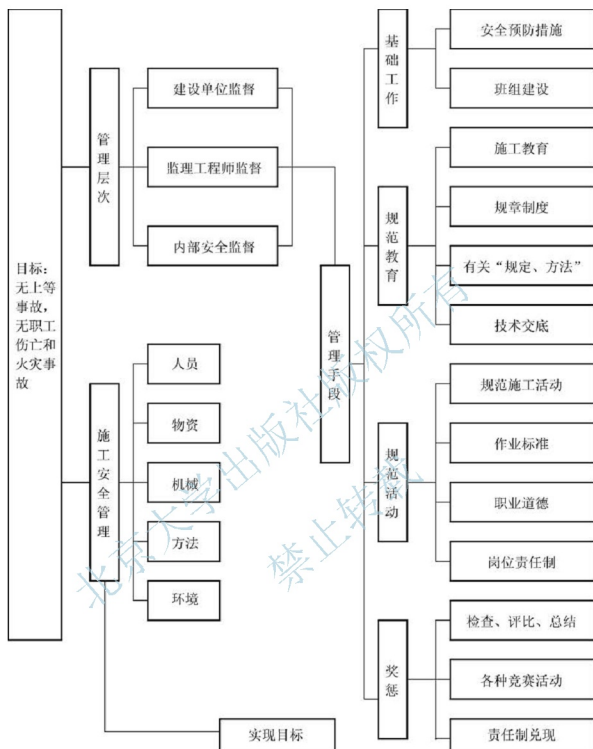 目标:
无上等
事故，
无职工
伤亡和
火灾事
故
管理层次
建设单位监督
监理工程师监督
内部安全监督
施工安全管理
人员
物资
机械
方法
环境
实现目标
管理手段
基础工作
安全预防措施
班组建设
规范教育
施工教育
规章制度
有关“规定、方法”
技术交底
规范活动
规范施工活动
作业标准
职业道德
岗位责任制
奖惩
检查、评比、总结
各种竞赛活动
责任制兑现
北京大学出版社版权所有
禁止转载